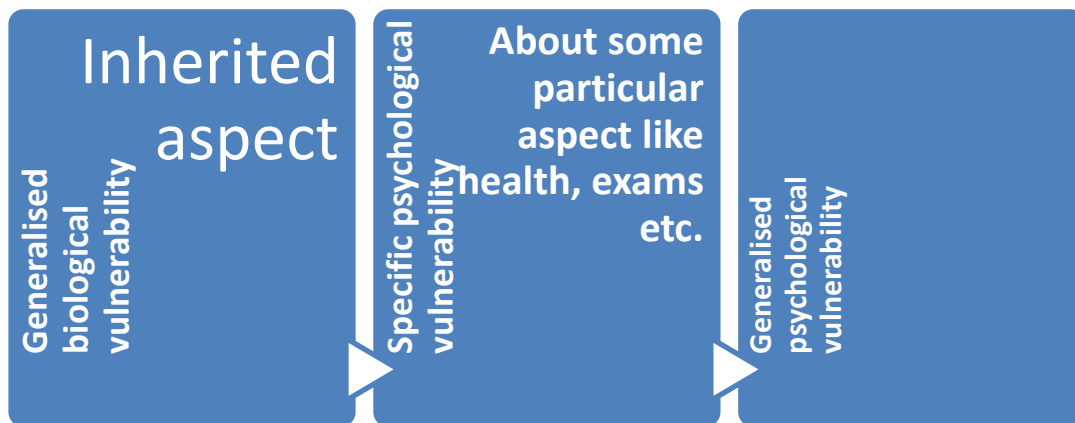 Generalised
biological
vulnerability
Inherited
aspect
Specific psychological
vulnerability
About some
particular
aspect like
health, exams
etc.
Generalised
psychological
vulnerability